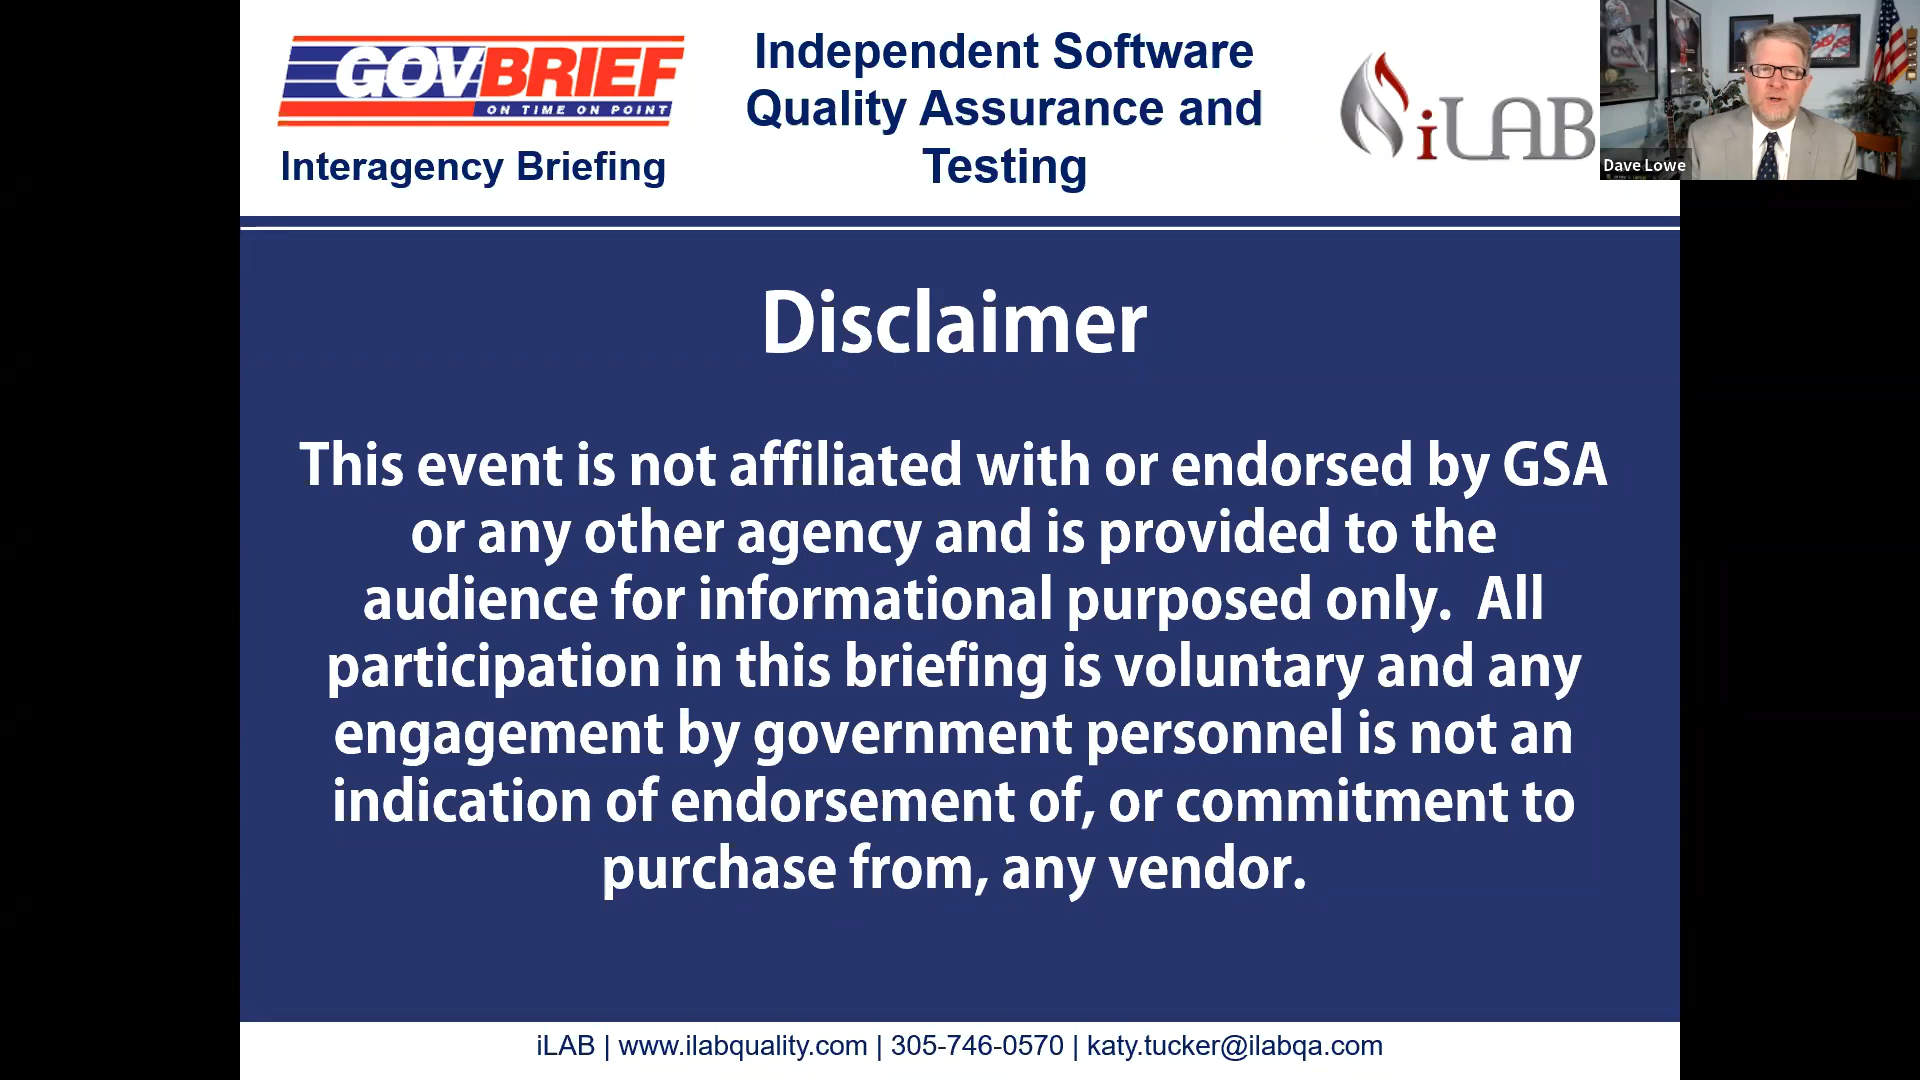 GOVBRIEF
ON TIME ON POINT
Interagency Briefing
Independent Software
Quality Assurance and
Testing
iLAB
Dave Lowe
Disclaimer
This event is not affiliated with or endorsed by GSA
or any other agency and is provided to the
audience for informational purposed only.  All
participation in this briefing is voluntary and any
engagement by government personnel is not an
indication of endorsement of, or commitment to
purchase from, any vendor.
iLAB | www.ilabquality.com | 305-746-0570 | katy.tucker@ilabqa.com